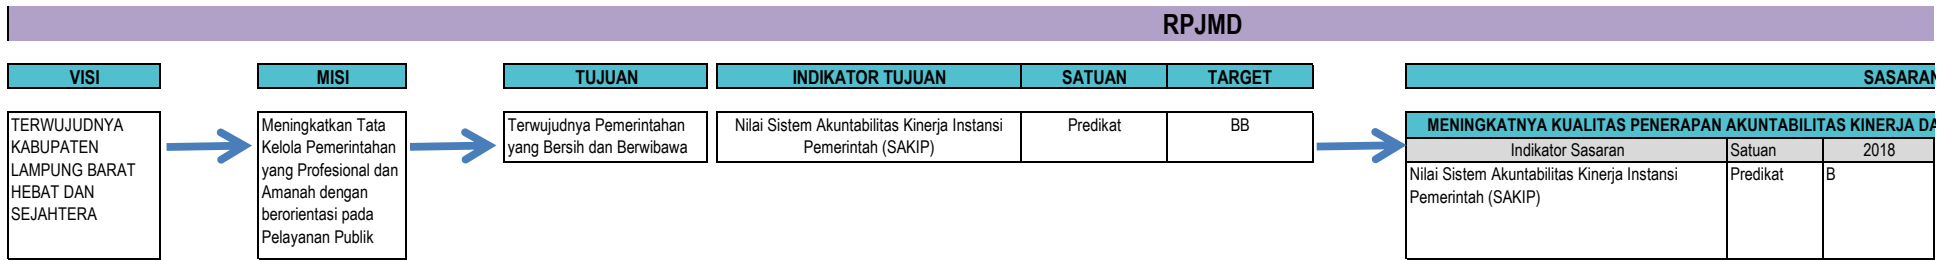 RPJMD
VISI
MISI
TUJUAN
INDIKATOR TUJUAN
SATUAN
TARGET
SASARAN
TERWUJUDNYA
KABUPATEN
LAMPUNG BARAT
HEBAT DAN
SEJAHTERA
Meningkatkan Tata
Kelola Pemerintahan
yang Profesional dan
Amanah dengan
berorientasi pada
Pelayanan Publik
Terwujudnya Pemerintahan
yang Bersih dan Berwibawa
Nilai Sistem Akuntabilitas Kinerja Instansi
Pemerintah (SAKIP)
Predikat
BB
MENINGKATNYA KUALITAS PENERAPAN AKUNTABILITAS KINERJA DA
Indikator Sasaran
Satuan
2018
Nilai Sistem Akuntabilitas Kinerja Instansi
Pemerintah (SAKIP)
Predikat
B